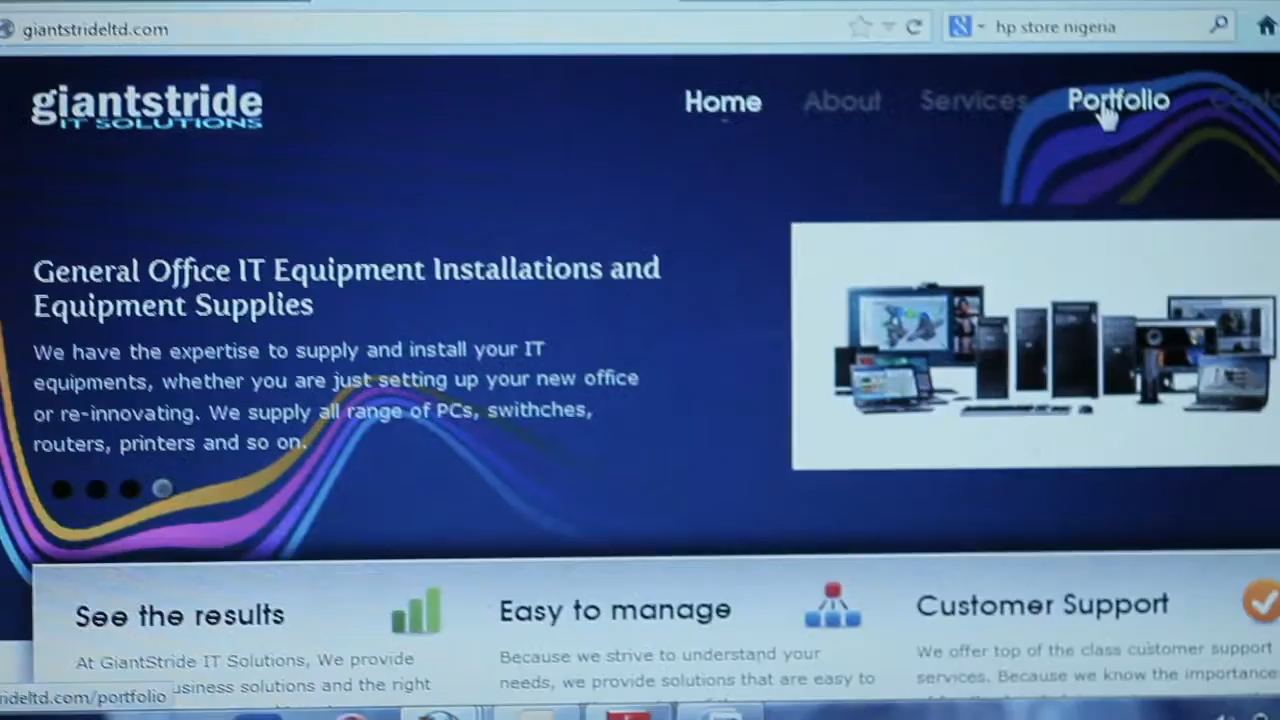 giantstrideltd.com
hp store nigeria
giantstride
IT SOLUTIONS
Home About Services Portfolio
General Office IT Equipment Installations and
Equipment Supplies
We have the expertise to supply and install your IT
equipments, whether you are just setting up your new office
or re-innovating. We supply all range of PCs, swithches,
routers, printers and so on.
See the results
Easy to manage
Customer Support
At GiantStride IT Solutions, We provide
usiness solutions and the right
Because we strive to understand your
needs, we provide solutions that are easy to
We offer top of the class customer support
services. Because we know the importance
rideltd.com/portfolio